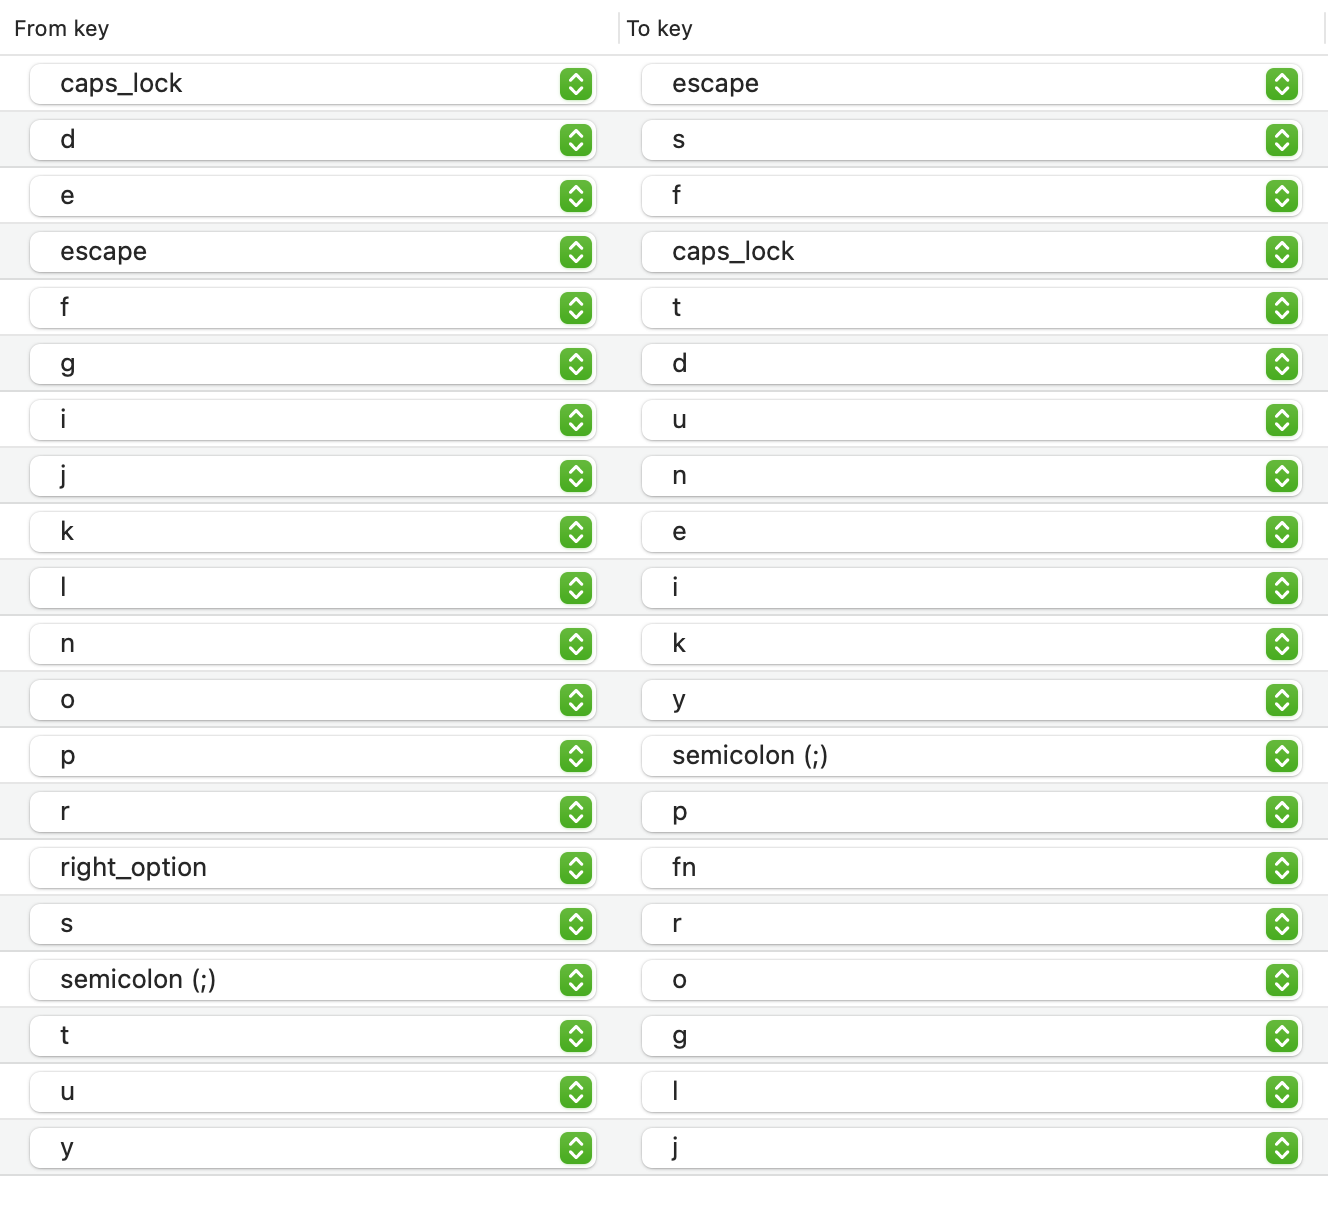 From key To key
caps_lock escape
d s
e f
escape caps_lock
f t
g d
i u
j n
k e
l i
n k
o y
p semicolon (;)
r p
right_option fn
s r
semicolon (;) o
t g
u l
y j